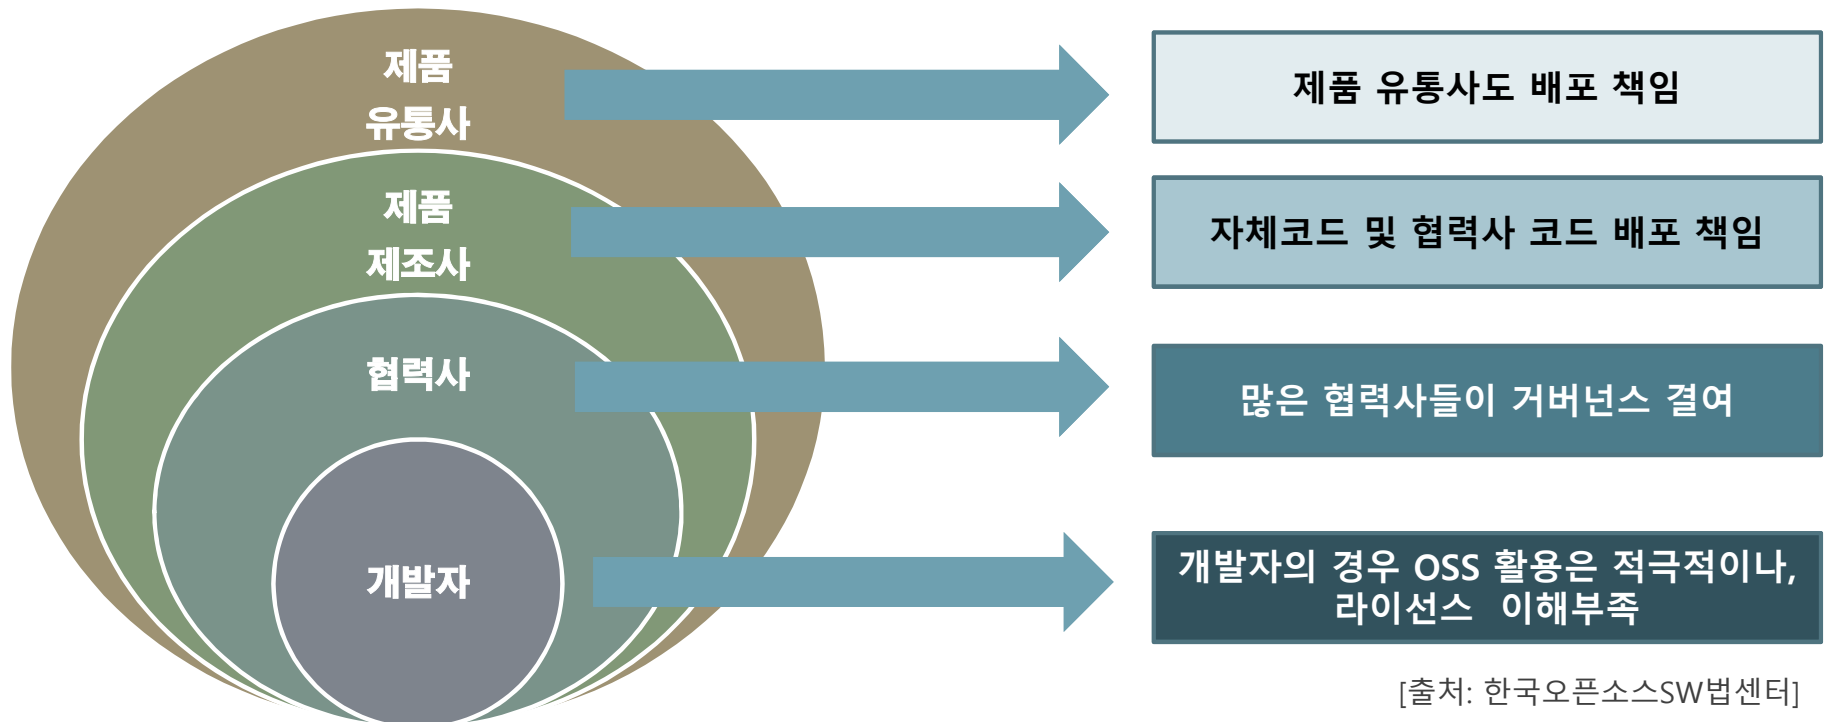 제품
유통사
제품 유통사도 배포 책임
제품
제조사
자체코드 및 협력사 코드 배포 책임
협력사
많은 협력사들이 거버넌스 결여
개발자
개발자의 경우 OSS 활용은 적극적이나,
라이선스 이해부족
[출처: 한국오픈소스SW법센터]